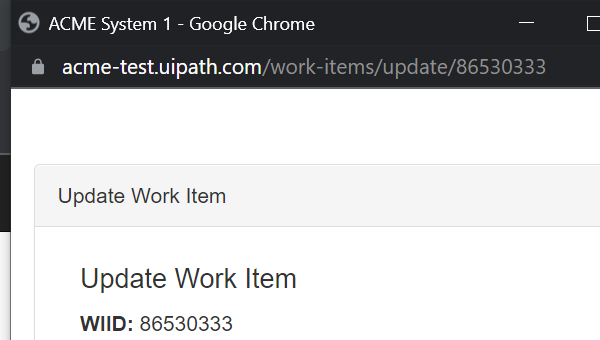 ACME System 1 - Google Chrome
acme-test.uipath.com/work-items/update/86530333
Update Work Item
Update Work Item
WIID: 86530333